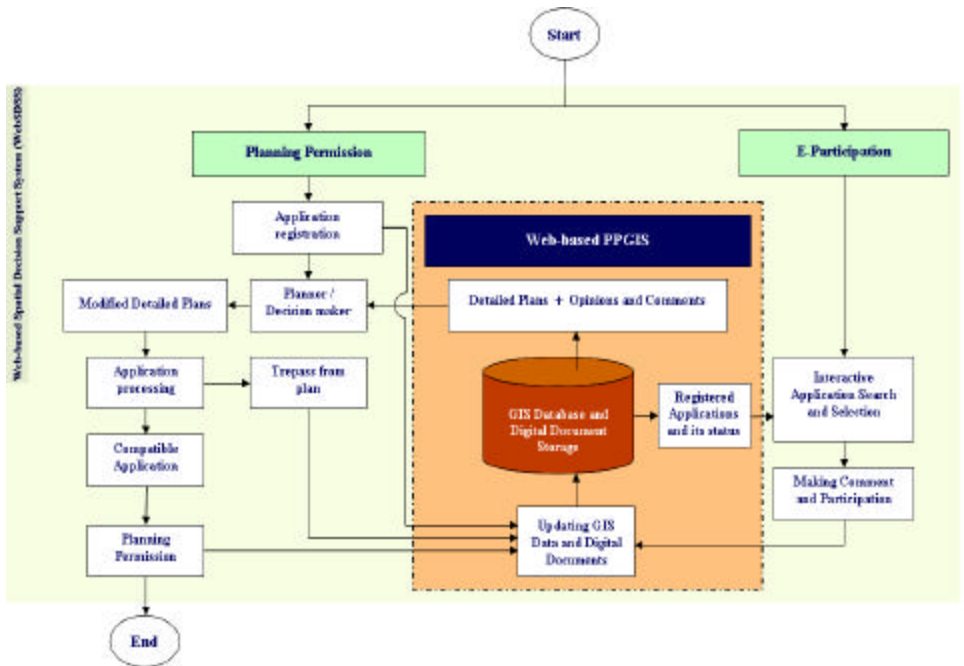 Start
Web-based Spatial Decision Support System (WebSDSS)
Planning Permission
E-Participation
Application
registration
Web-based PPGIS
Modified Detailed Plans
Planner /
Decision maker
Detailed Plans + Opinions and Comments
Application
processing
Trepass from
plan
GIS Database and
Digital Document
Storage
Registered
Applications
and its status
Interactive
Application Search
and Selection
Compatible
Application
Making Comment
and Participation
Planning
Permission
Updating GIS
Data and Digital
Documents
End